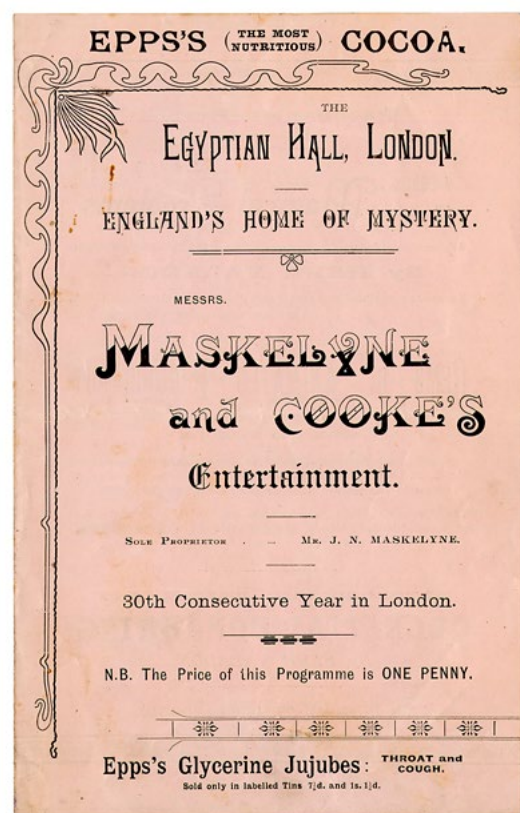 EPPS'S (THE MOST NUTRITIOUS) COCOA.
THE
EGYPTIAN HALL, LONDON.
ENGLAND'S HOME OF MYSTERY.
MESSRS.
MASKELYNE
and COOKE'S
Entertainment.
SOLE PROPRIETOR . .. MR. J. N. MASKELYNE.
30th Consecutive Year in London.
N.B. The Price of this Programme is ONE PENNY.
Epps's Glycerine Jujubes: THROAT and COUGH.
Sold only in labelled Tins 7½d. and 1s. 1½d.